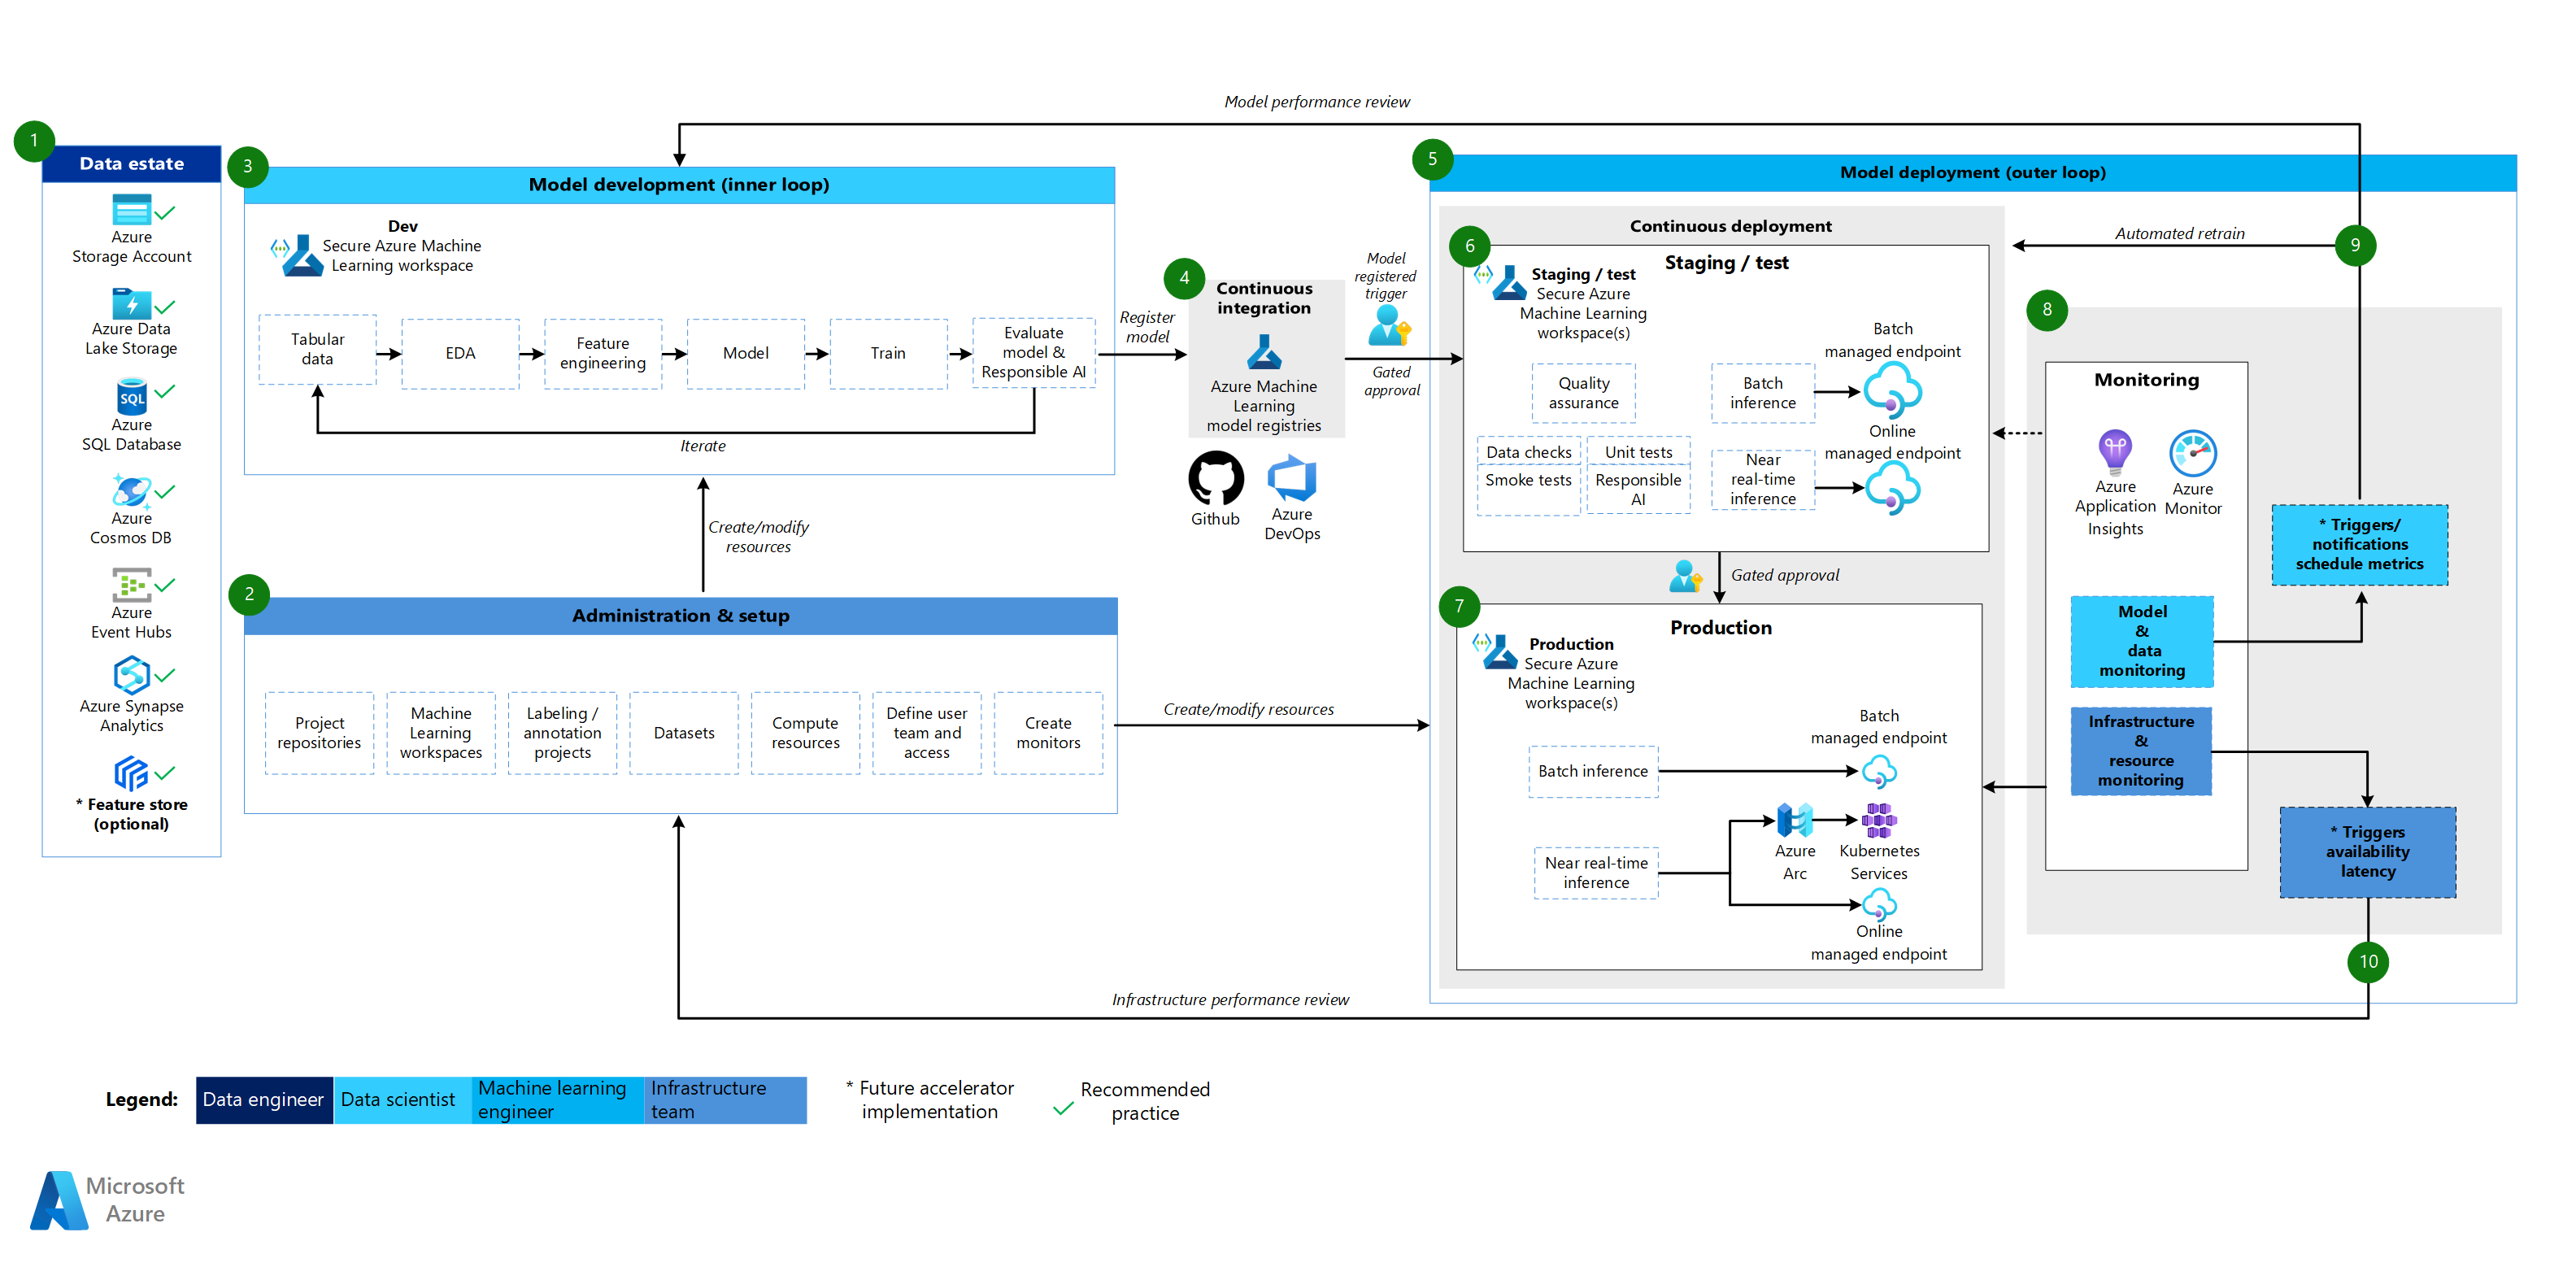 Model performance review
1
Data estate
Azure
Storage Account
Azure Data
Lake Storage
SQL
Azure
SQL Database
Azure
Cosmos DB
Azure
Event Hubs
Azure Synapse
Analytics
* Feature store
(optional)
3
Model development (inner loop)
Dev
Secure Azure Machine
Learning workspace
Tabular
data
EDA
Feature
engineering
Model
Train
Evaluate
model &
Responsible AI
Iterate
Create/modify
resources
2
Administration & setup
Project
repositories
Machine
Learning
workspaces
Labeling /
annotation
projects
Datasets
Compute
resources
Define user
team and
access
Create
monitors
Register
model
4
Continuous
integration
Azure Machine
Learning
model registries
Github
Azure
DevOps
Model
registered
trigger
Gated
approval
Create/modify resources
5
Model deployment (outer loop)
Continuous deployment
6
Staging / test
Staging / test
Secure Azure
Machine Learning
workspace(s)
Quality
assurance
Data checks
Unit tests
Smoke tests
Responsible
AI
Batch
inference
Near
real-time
inference
Batch
managed endpoint
Online
managed endpoint
Gated approval
7
Production
Production
Secure Azure
Machine Learning
workspace(s)
Batch inference
Batch
managed endpoint
Near real-time
inference
Azure
Arc
Kubernetes
Services
Online
managed endpoint
Automated retrain
9
8
Monitoring
Azure
Application
Insights
Azure
Monitor
Model
&
data
monitoring
Infrastructure
&
resource
monitoring
* Triggers/
notifications
schedule metrics
* Triggers
availability
latency
10
Infrastructure performance review
Legend:
Data engineer
Data scientist
Machine learning
engineer
Infrastructure
team
* Future accelerator
implementation
Recommended
practice
Microsoft
Azure